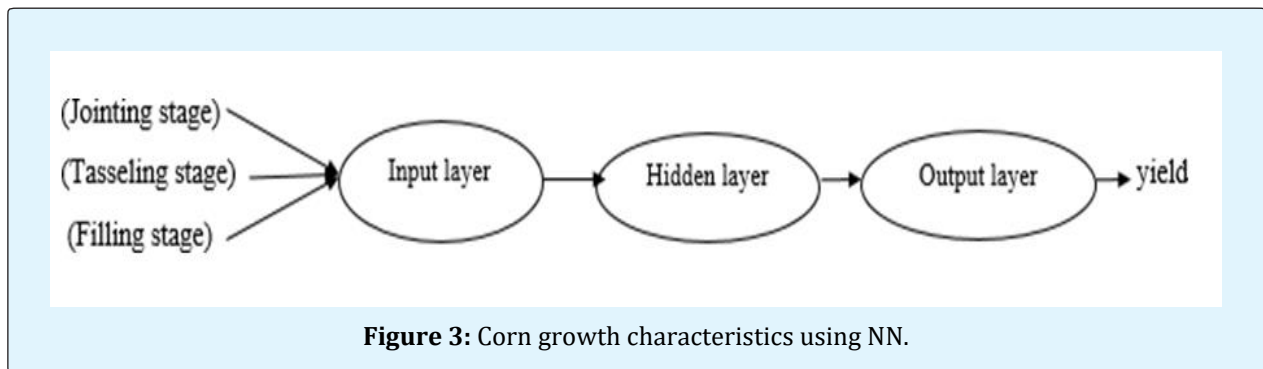 (Jointing stage)
(Tasseling stage)
(Filling stage)
Input layer
Hidden layer
Output layer
yield
Figure 3: Corn growth characteristics using NN.